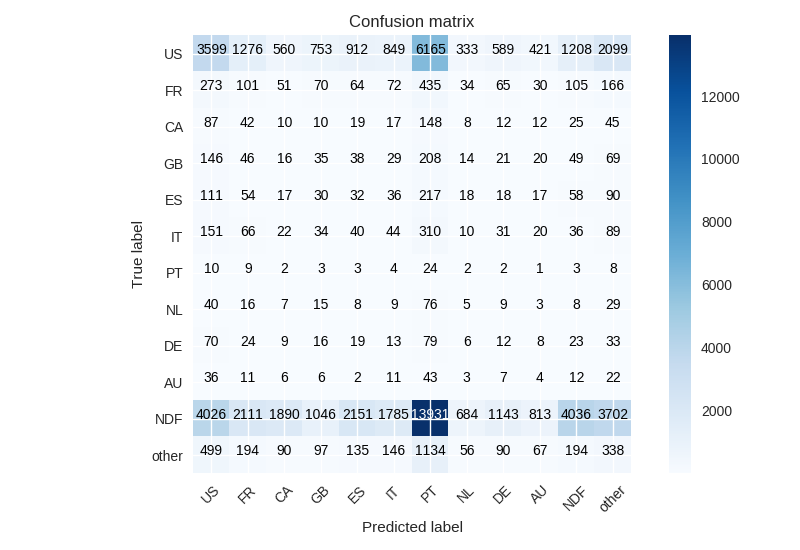 Confusion matrix
US 3599 1276 560 753 912 849 6165 333 589 421 1208 2099
FR 273 101 51 70 64 72 435 34 65 30 105 166
CA 87 42 10 10 19 17 148 8 12 12 25 45
GB 146 46 16 35 38 29 208 14 21 20 49 69
ES 111 54 17 30 32 36 217 18 18 17 58 90
IT 151 66 22 34 40 44 310 10 31 20 36 89
PT 10 9 2 3 3 4 24 2 2 1 3 8
NL 40 16 7 15 8 9 76 5 9 3 8 29
DE 70 24 9 16 19 13 79 6 12 8 23 33
AU 36 11 6 6 2 11 43 3 7 4 12 22
NDF 4026 2111 1890 1046 2151 1785 13931 684 1143 813 4036 3702
other 499 194 90 97 135 146 1134 56 90 67 194 338
US FR CA GB ES IT PT NL DE AU NDF other
Predicted label
True label
12000
10000
8000
6000
4000
2000